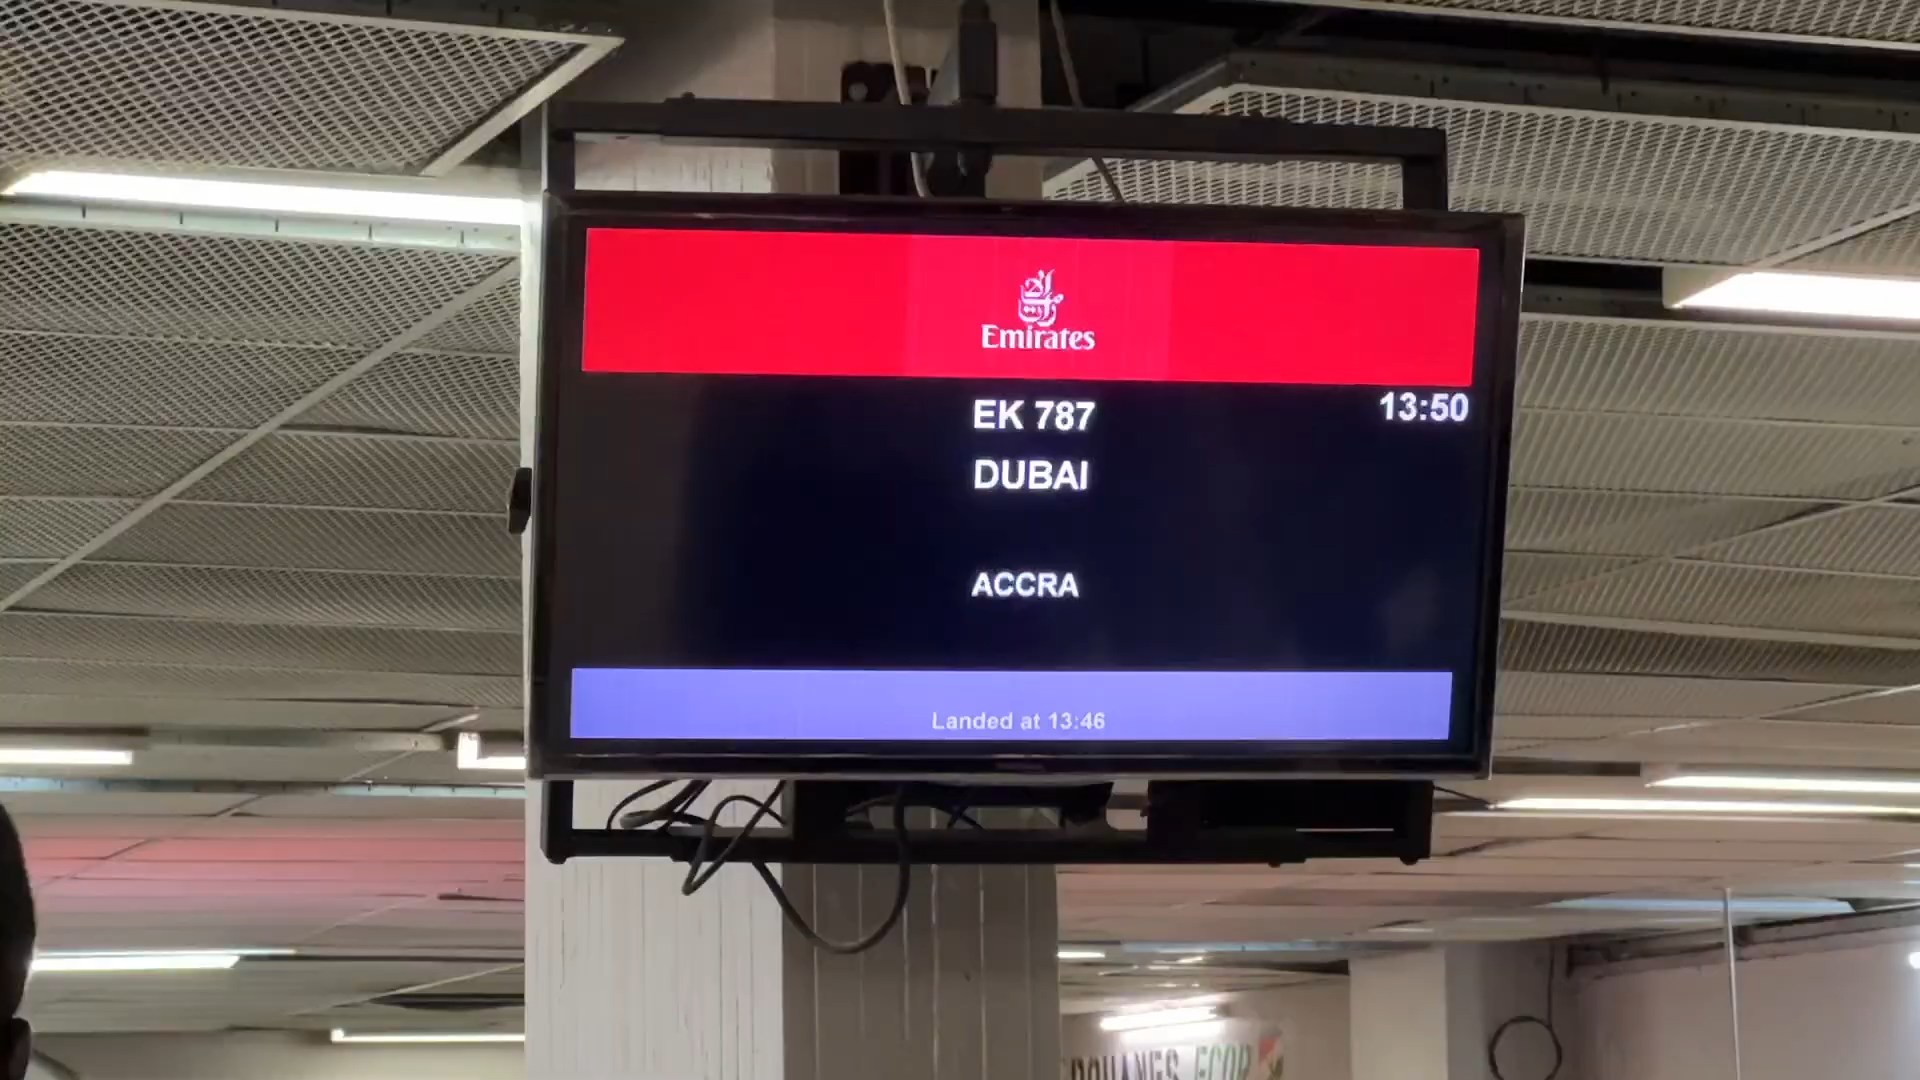 Emirates
EK 787
13:50
DUBAI
ACCRA
Landed at 13:46